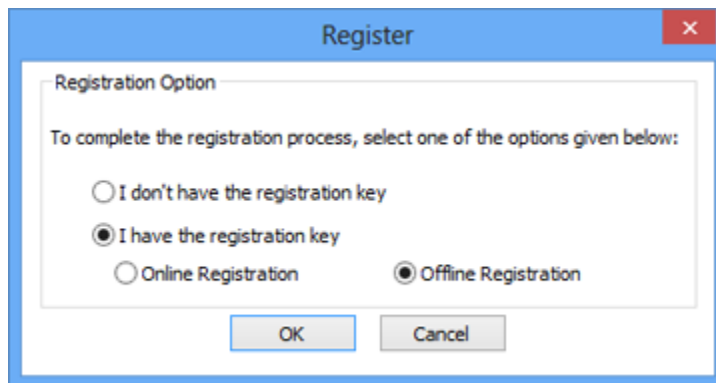 Register
Registration Option
To complete the registration process, select one of the options given below:
I don't have the registration key
I have the registration key
Online Registration Offline Registration
OK Cancel